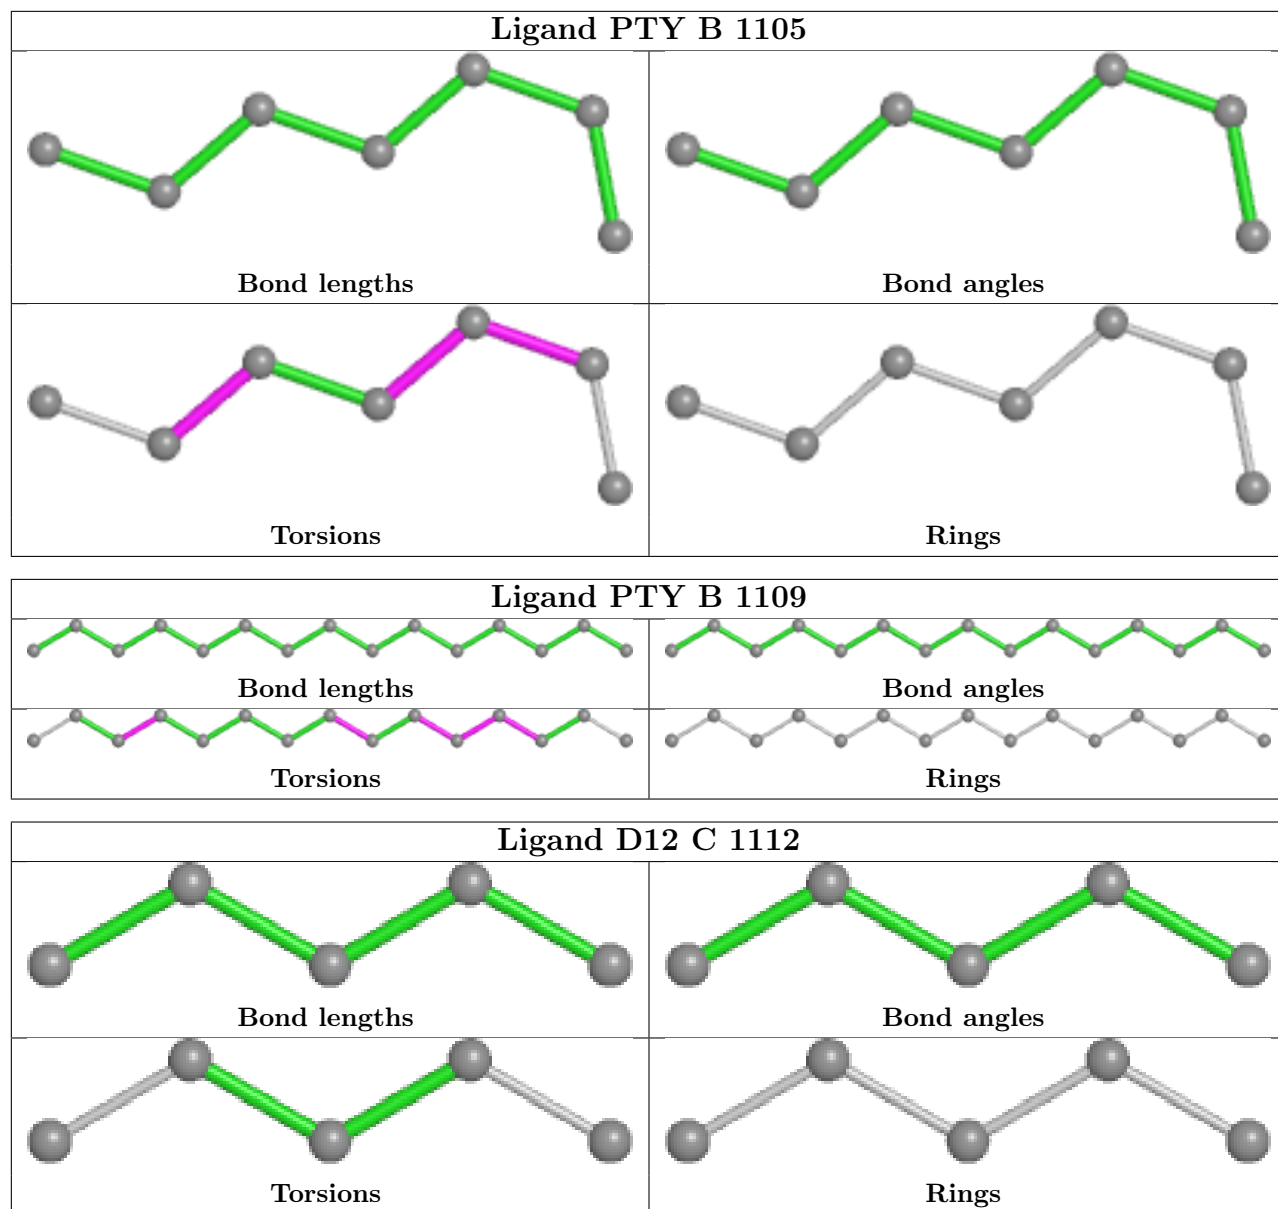 Ligand PTY B 1105
Bond lengths
Bond angles
Torsions
Rings
Ligand PTY B 1109
Bond lengths
Bond angles
Torsions
Rings
Ligand D12 C 1112
Bond lengths
Bond angles
Torsions
Rings